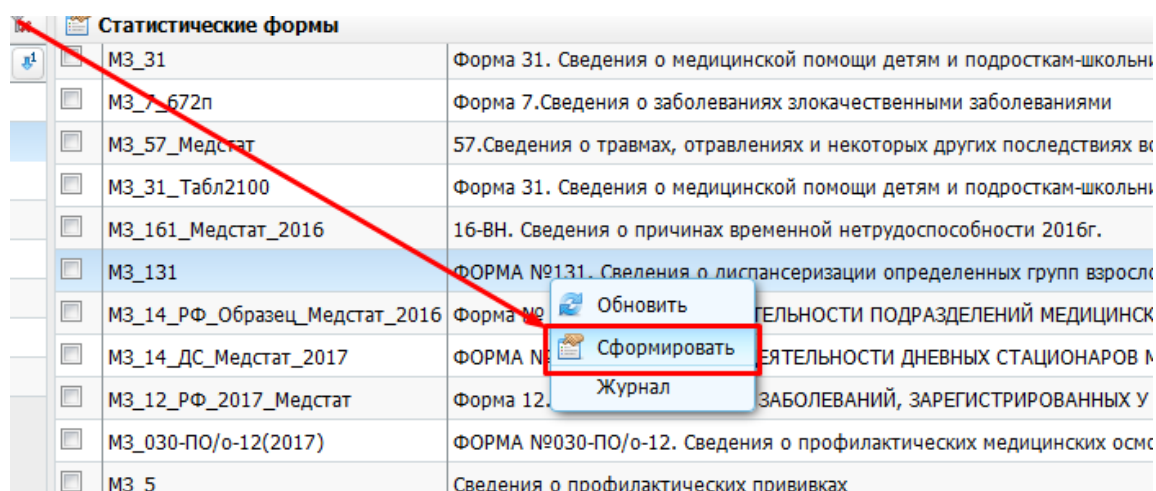 Статистические формы
1
МЗ_31 Форма 31. Сведения о медицинской помощи детям и подросткам-школьни
МЗ_7_672п Форма 7.Сведения о заболеваниях злокачественными заболеваниями
МЗ_57_Медстат 57.Сведения о травмах, отравлениях и некоторых других последствиях во
МЗ_31_Табл2100 Форма 31. Сведения о медицинской помощи детям и подросткам-школьни
МЗ_161_Медстат_2016 16-ВН. Сведения о причинах временной нетрудоспособности 2016г.
МЗ_131 ФОРМА №131. Сведения о диспансеризации определенных групп взросло
Обновить
МЗ_14_РФ_Образец_Медстат_2016 Форма № ТЕЛЬНОСТИ ПОДРАЗДЕЛЕНИЙ МЕДИЦИНСК
Сформировать
МЗ_14_ДС_Медстат_2017 ФОРМА № ЕЯТЕЛЬНОСТИ ДНЕВНЫХ СТАЦИОНАРОВ М
Журнал
МЗ_12_РФ_2017_Медстат Форма 12. ЗАБОЛЕВАНИЙ, ЗАРЕГИСТРИРОВАННЫХ У
МЗ_030-ПО/о-12(2017) ФОРМА №030-ПО/о-12. Сведения о профилактических медицинских осмо
МЗ_5 Сведения о профилактических прививках